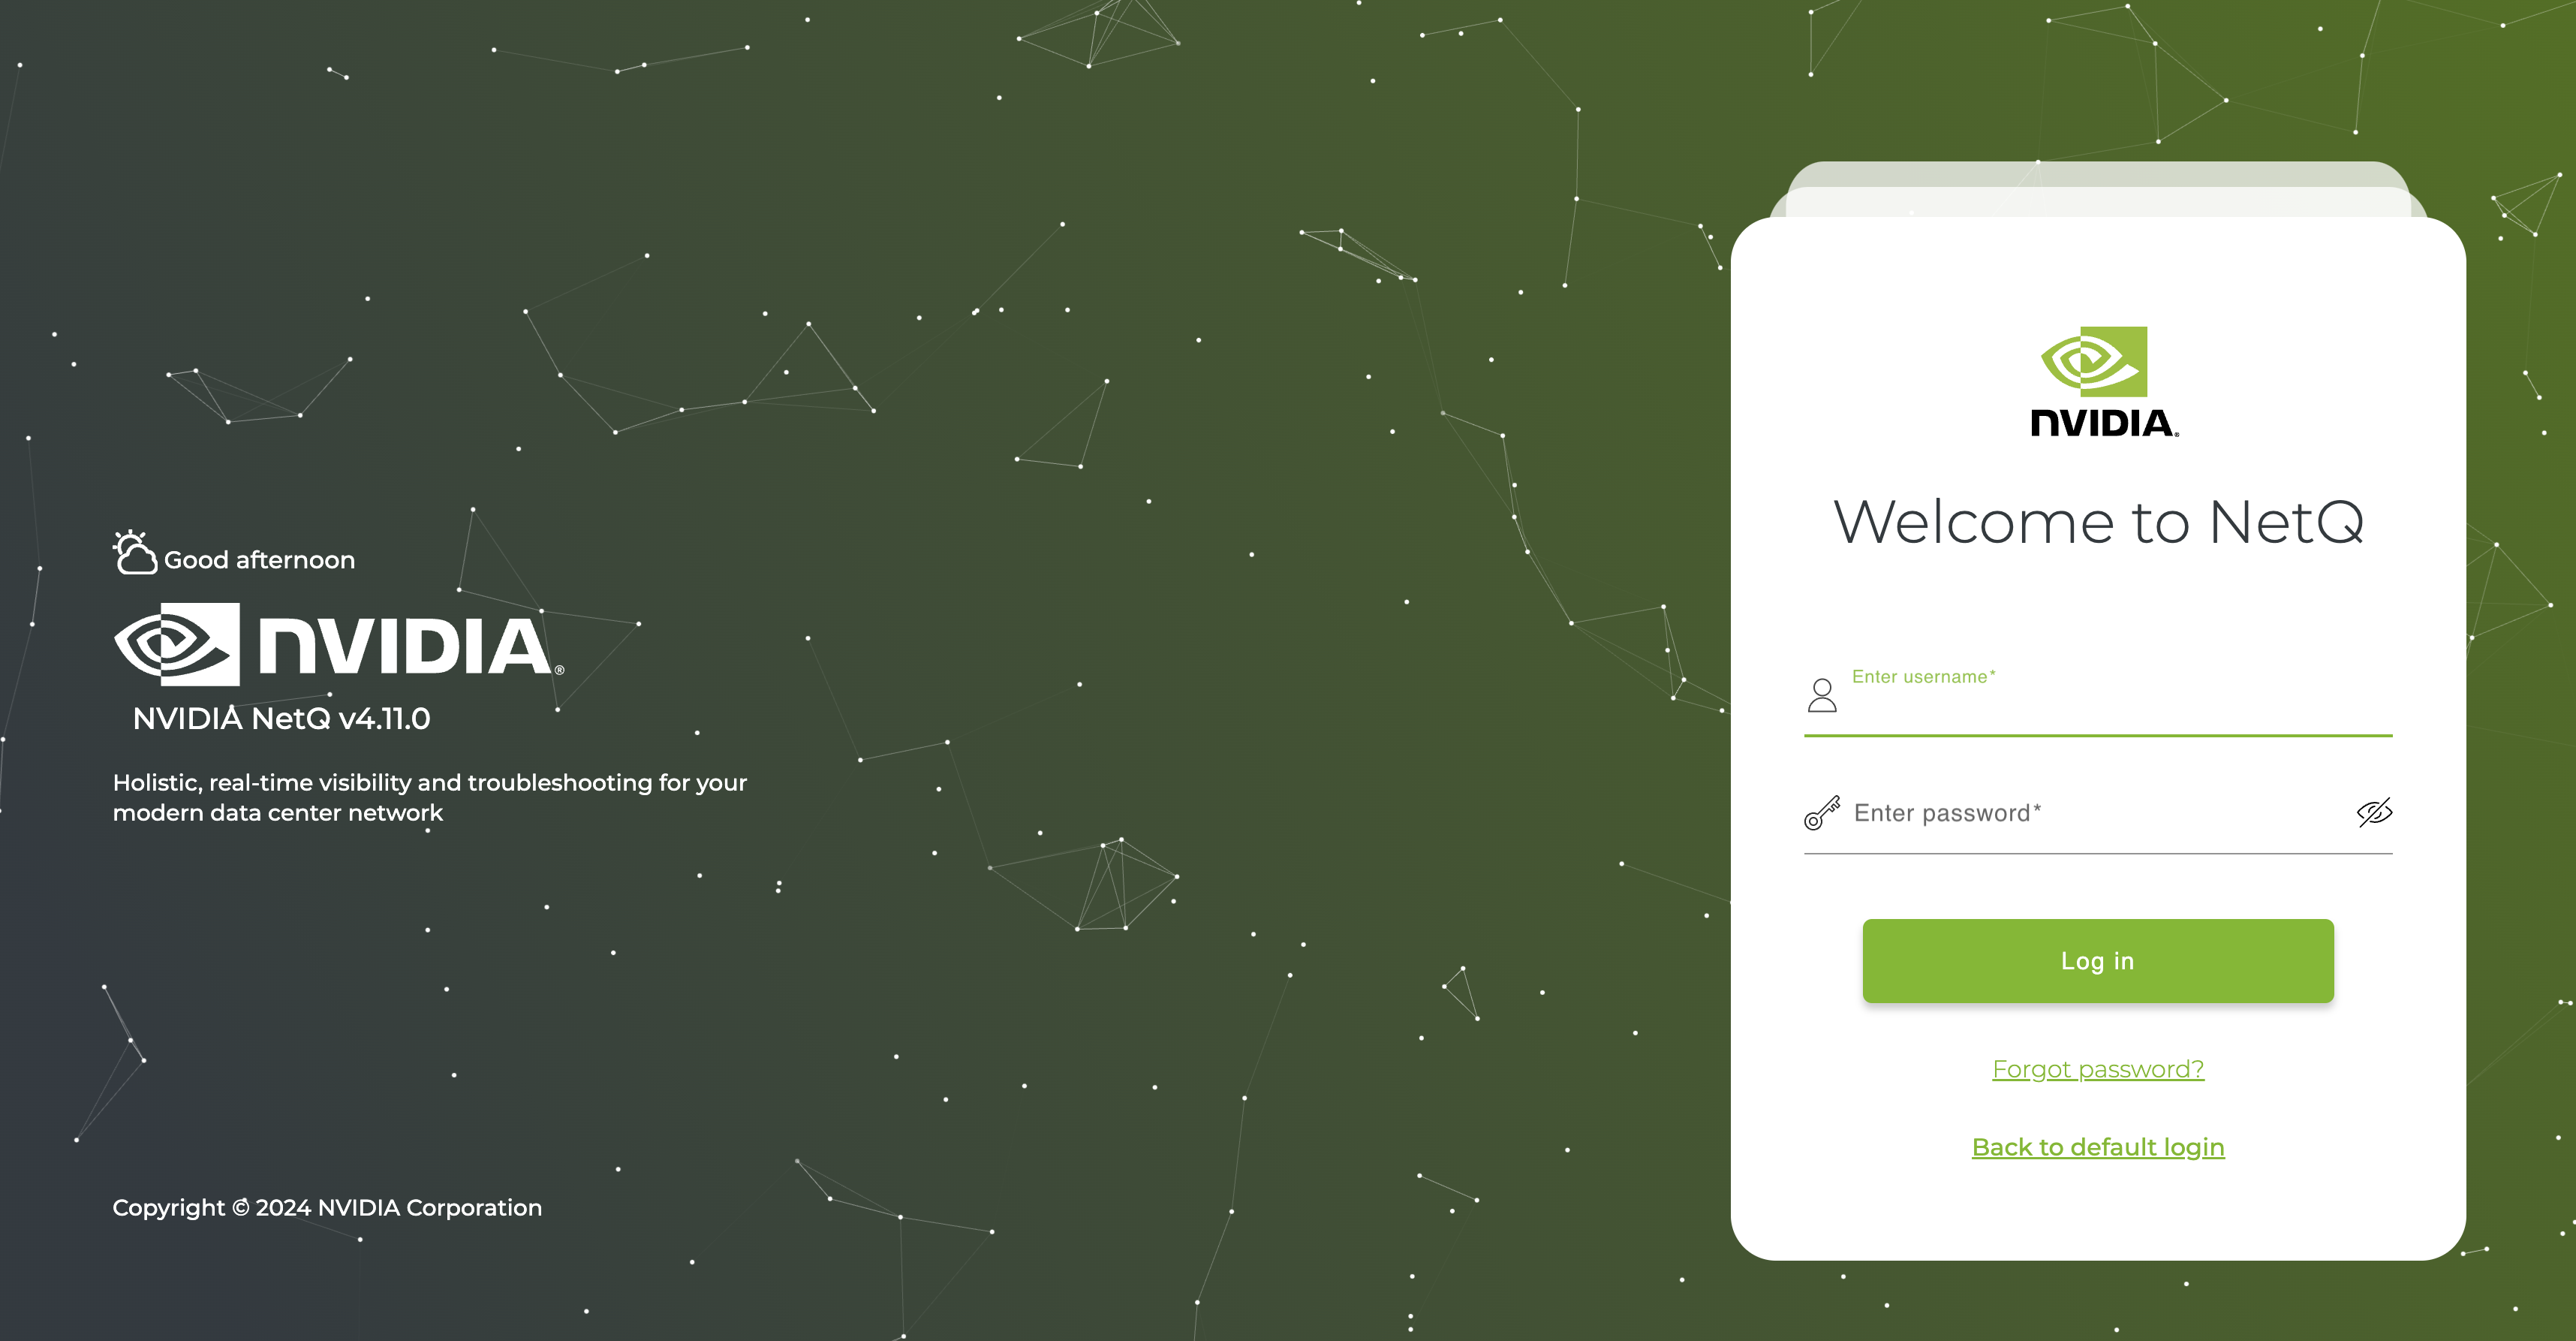 Good afternoon
NVIDIA®
NVIDIA NetQ v4.11.0
Holistic, real-time visibility and troubleshooting for your
modern data center network
Copyright © 2024 NVIDIA Corporation
NVIDIA®
Welcome to NetQ
Enter username*
Enter password*
Log in
Forgot password?
Back to default login